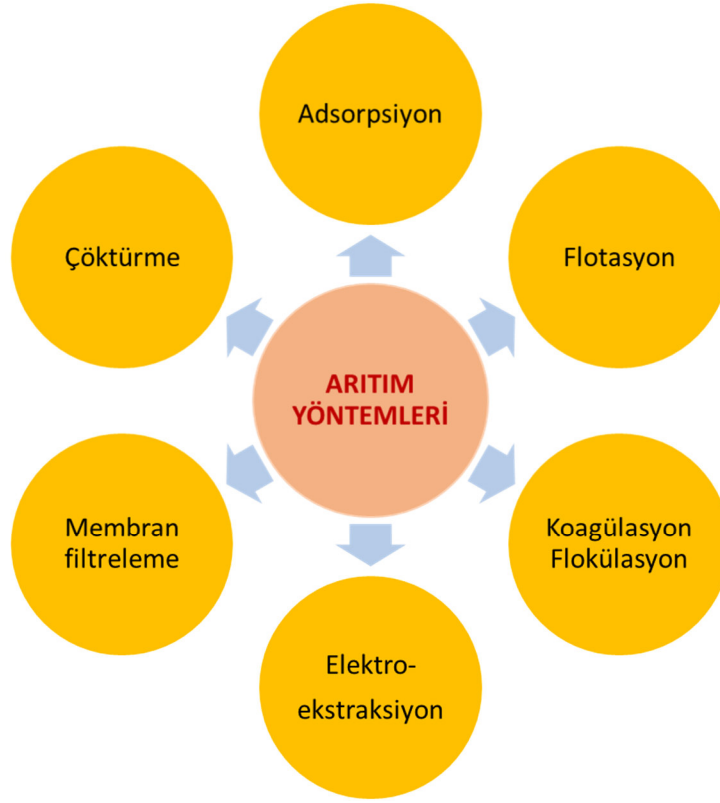 Adsorpsiyon
Çöktürme
Flotasyon
ARITIM
YÖNTEMLERİ
Membran
filtreleme
Koagülasyon
Flokülasyon
Elektro-
ekstraksiyon